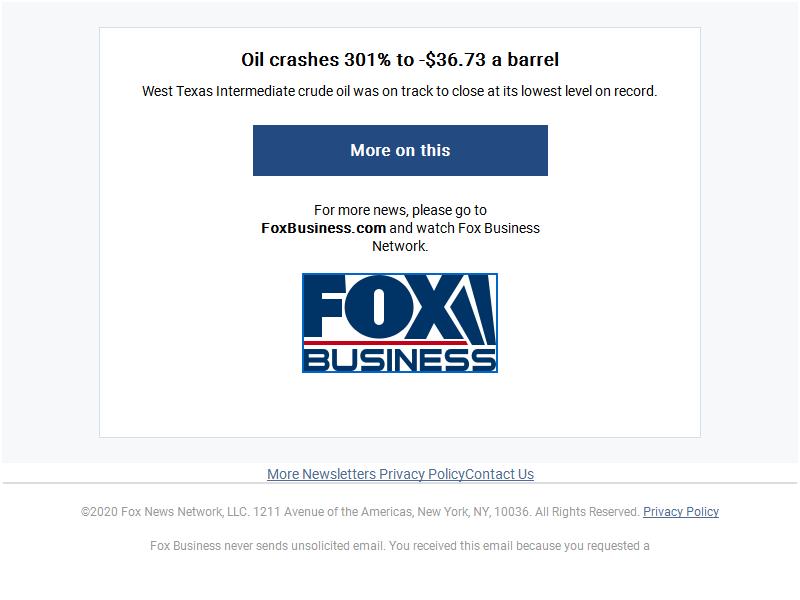 Oil crashes 301% to -$36.73 a barrel
West Texas Intermediate crude oil was on track to close at its lowest level on record.
More on this
For more news, please go to
FoxBusiness.com and watch Fox Business
Network.
FOX
BUSINESS
More Newsletters Privacy PolicyContact Us
©2020 Fox News Network, LLC. 1211 Avenue of the Americas, New York, NY, 10036. All Rights Reserved. Privacy Policy
Fox Business never sends unsolicited email. You received this email because you requested a